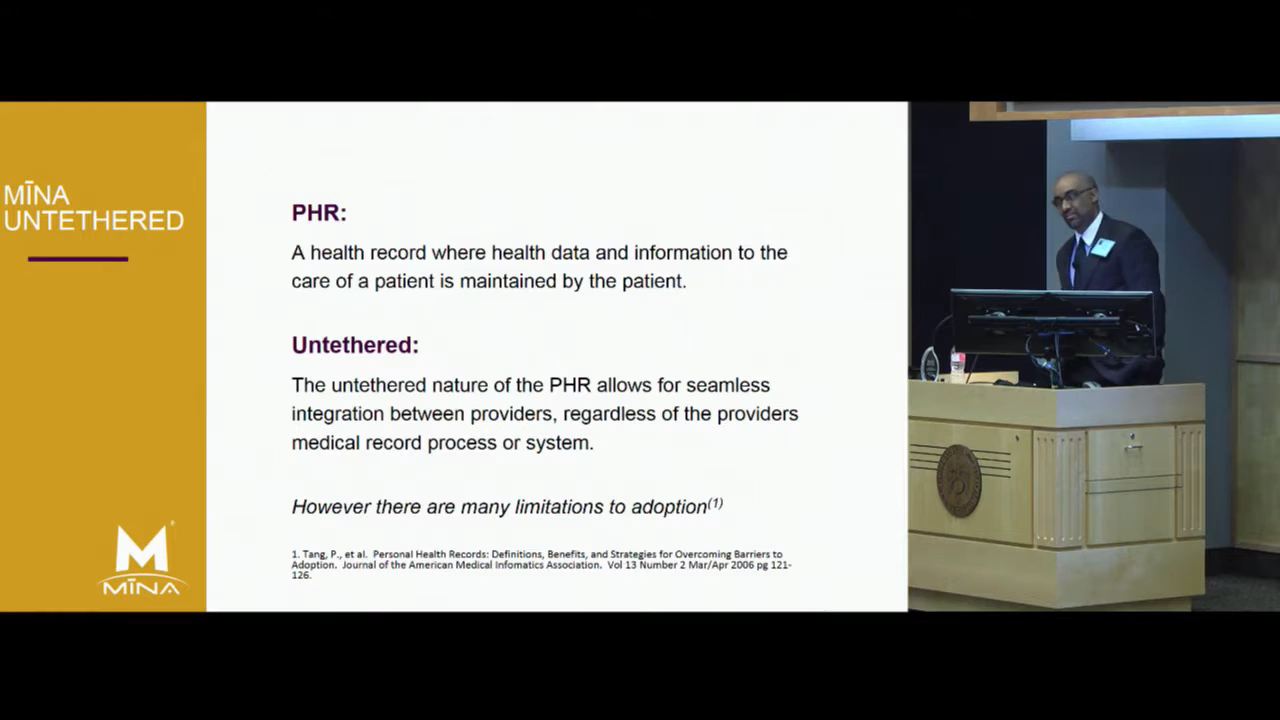 MĪNA
UNTETHERED
PHR:
A health record where health data and information to the
care of a patient is maintained by the patient.
Untethered:
The untethered nature of the PHR allows for seamless
integration between providers, regardless of the providers
medical record process or system.
However there are many limitations to adoption(1)
1. Tang, P., et al. Personal Health Records: Definitions, Benefits, and Strategies for Overcoming Barriers to
Adoption. Journal of the American Medical Infomatics Association. Vol 13 Number 2 Mar/Apr 2006 pg 121-
126.
M
MĪNA